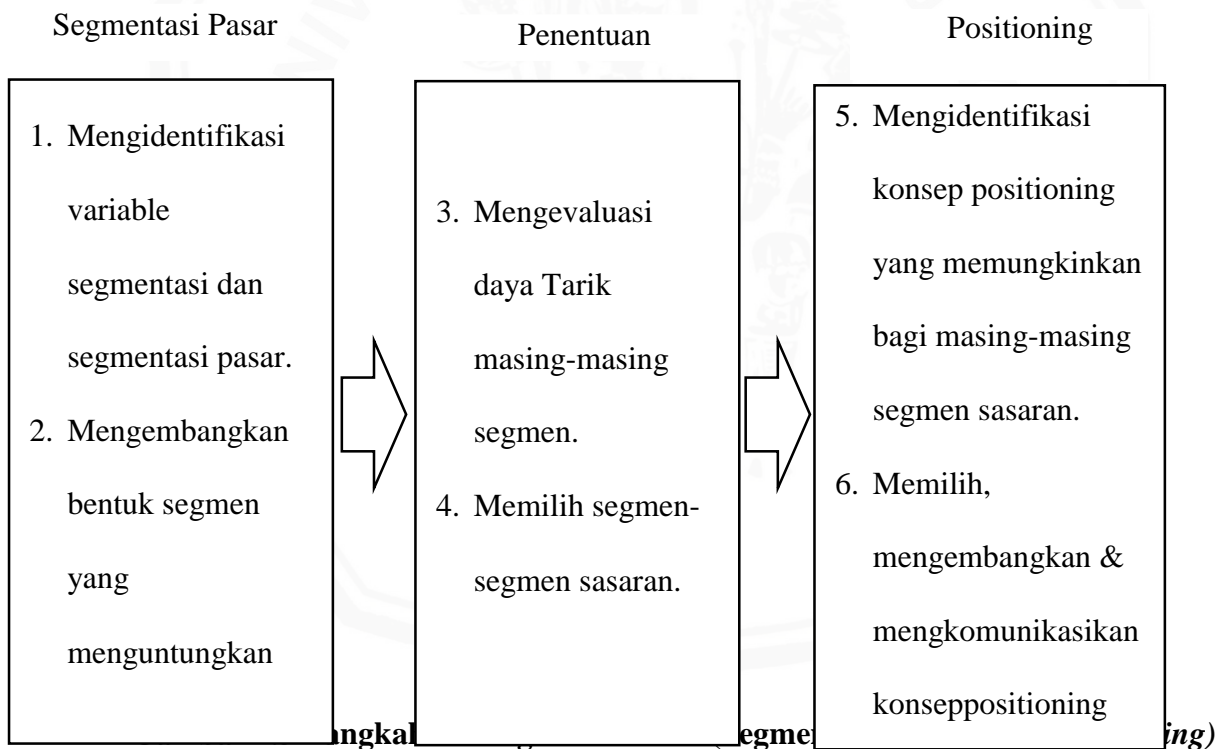 Segmentasi Pasar
1. Mengidentifikasi
variable
segmentasi dan
segmentasi pasar.
2. Mengembangkan
bentuk segmen
yang
menguntungkan
Penentuan
3. Mengevaluasi
daya Tarik
masing-masing
segmen.
4. Memilih segmen-
segmen sasaran.
Positioning
5. Mengidentifikasi
konsep positioning
yang memungkinkan
bagi masing-masing
segmen sasaran.
6. Memilih,
mengembangkan &
mengkomunikasikan
konseppositioning